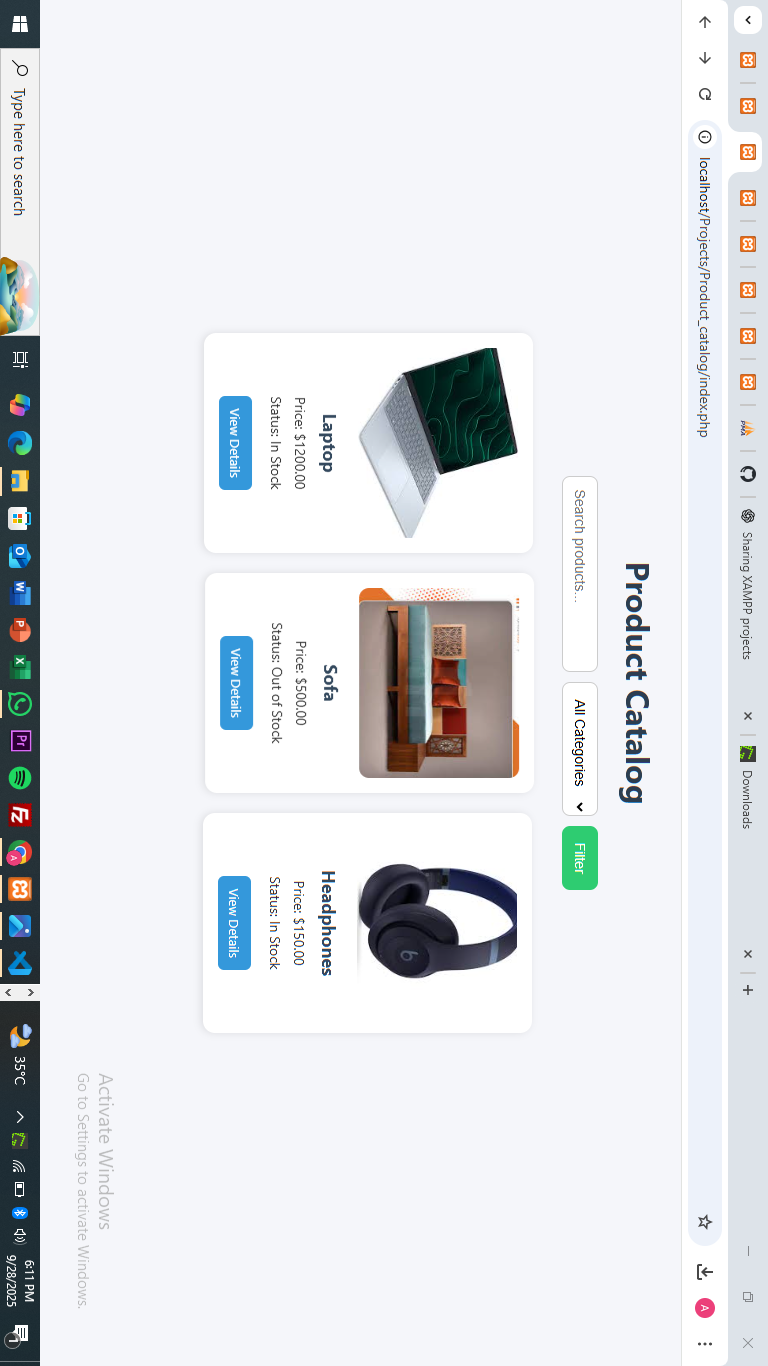 Sharing XAMPP projects
Downloads
localhost/Projects/Product_catalog/index.php
A
Product Catalog
Search products...
All Categories
Filter
Laptop
Price: $1200.00
Status: In Stock
View Details
Sofa
Price: $500.00
Status: Out of Stock
View Details
Headphones
Price: $150.00
Status: In Stock
View Details
Activate Windows
Go to Settings to activate Windows.
Type here to search
35°C
6:11 PM
9/28/2025
1